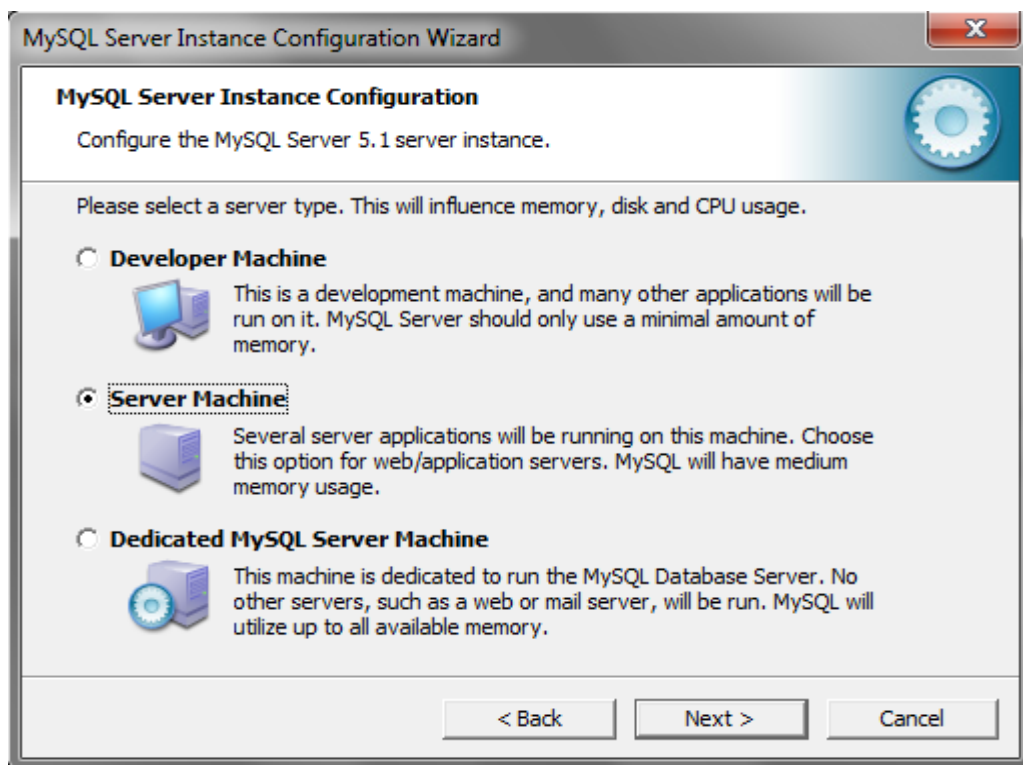 MySQL Server Instance Configuration Wizard
MySQL Server Instance Configuration
Configure the MySQL Server 5.1 server instance.
Please select a server type. This will influence memory, disk and CPU usage.
Developer Machine
This is a development machine, and many other applications will be
run on it. MySQL Server should only use a minimal amount of
memory.
Server Machine
Several server applications will be running on this machine. Choose
this option for web/application servers. MySQL will have medium
memory usage.
Dedicated MySQL Server Machine
This machine is dedicated to run the MySQL Database Server. No
other servers, such as a web or mail server, will be run. MySQL will
utilize up to all available memory.
< Back Next > Cancel